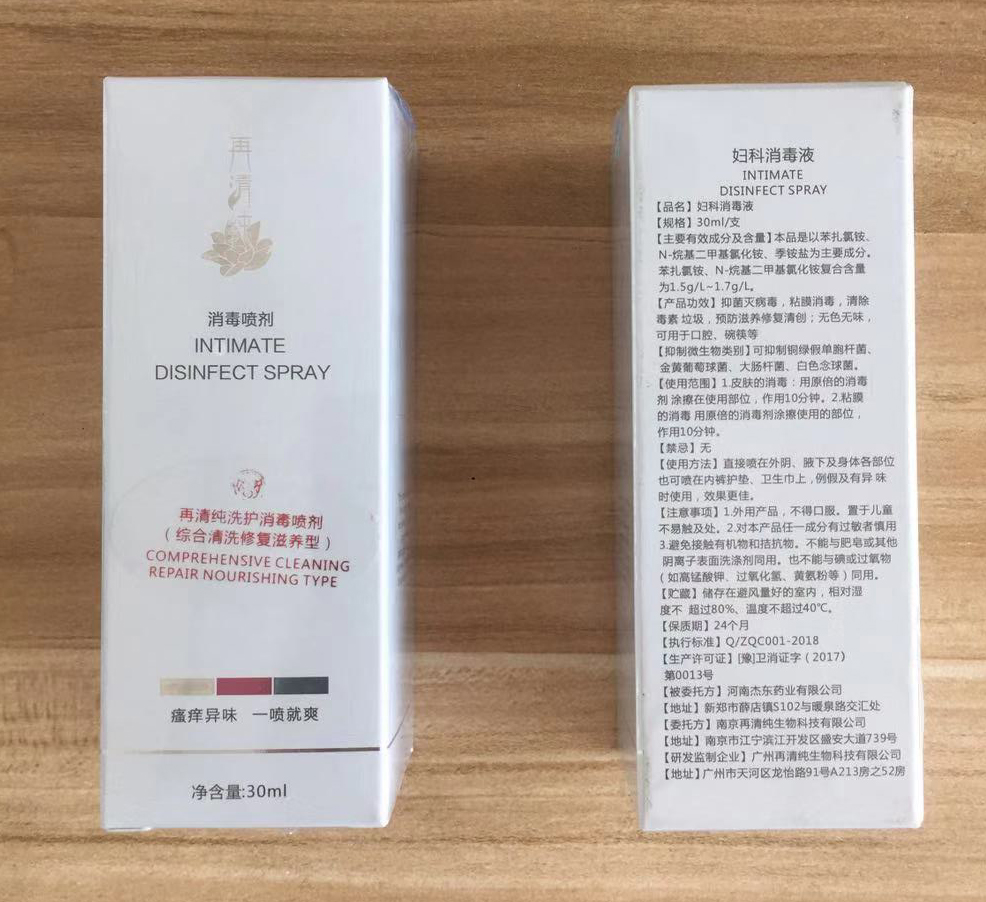 再清纯
消毒喷剂
INTIMATE
DISINFECT SPRAY
再清纯洗护消毒喷剂
（综合清洗修复滋养型）
COMPREHENSIVE CLEANING
REPAIR NOURISHING TYPE
瘙痒异味 一喷就爽
净含量:30ml
妇科消毒液
INTIMATE
DISINFECT SPRAY
【品名】妇科消毒液
【规格】30ml/支
【主要有效成分及含量】本品是以苯扎氯铵、
N-烷基二甲基氯化铵、季铵盐为主要成分。
苯扎氯铵、N-烷基二甲基氯化铵复合含量
为1.5g/L~1.7g/L。
【产品功效】抑菌灭病毒，粘膜消毒，清除
毒素 垃圾，预防滋养修复清创；无色无味，
可用于口腔、碗筷等
【抑制微生物类别】可抑制铜绿假单胞杆菌、
金黄葡萄球菌、大肠杆菌、白色念球菌。
【使用范围】1.皮肤的消毒：用原倍的消毒
剂 涂擦在使用部位，作用10分钟。2.粘膜
的消毒 用原倍的消毒剂涂擦使用的部位，
作用10分钟。
【禁忌】无
【使用方法】直接喷在外阴、腋下及身体各部位
也可喷在内裤护垫、卫生巾上，例假及有异 味
时使用，效果更佳。
【注意事项】1.外用产品，不得口服。置于儿童
不易触及处。2.对本产品任一成分有过敏者慎用
3.避免接触有机物和拮抗物。不能与肥皂或其他
阴离子表面洗涤剂同用。也不能与碘或过氧物
（如高锰酸钾、过氧化氢、黄氨粉等）同用。
【贮藏】储存在避风量好的室内，相对湿
度不 超过80%、温度不超过40℃。
【保质期】24个月
【执行标准】Q/ZQC001-2018
【生产许可证】[豫]卫消证字（2017）
第0013号
【被委托方】河南杰东药业有限公司
【地址】新郑市薛店镇S102与暖泉路交汇处
【委托方】南京再清纯生物科技有限公司
【地址】南京市江宁滨江开发区盛安大道739号
【研发监制企业】广州再清纯生物科技有限公司
【地址】广州市天河区龙怡路91号A213房之52房